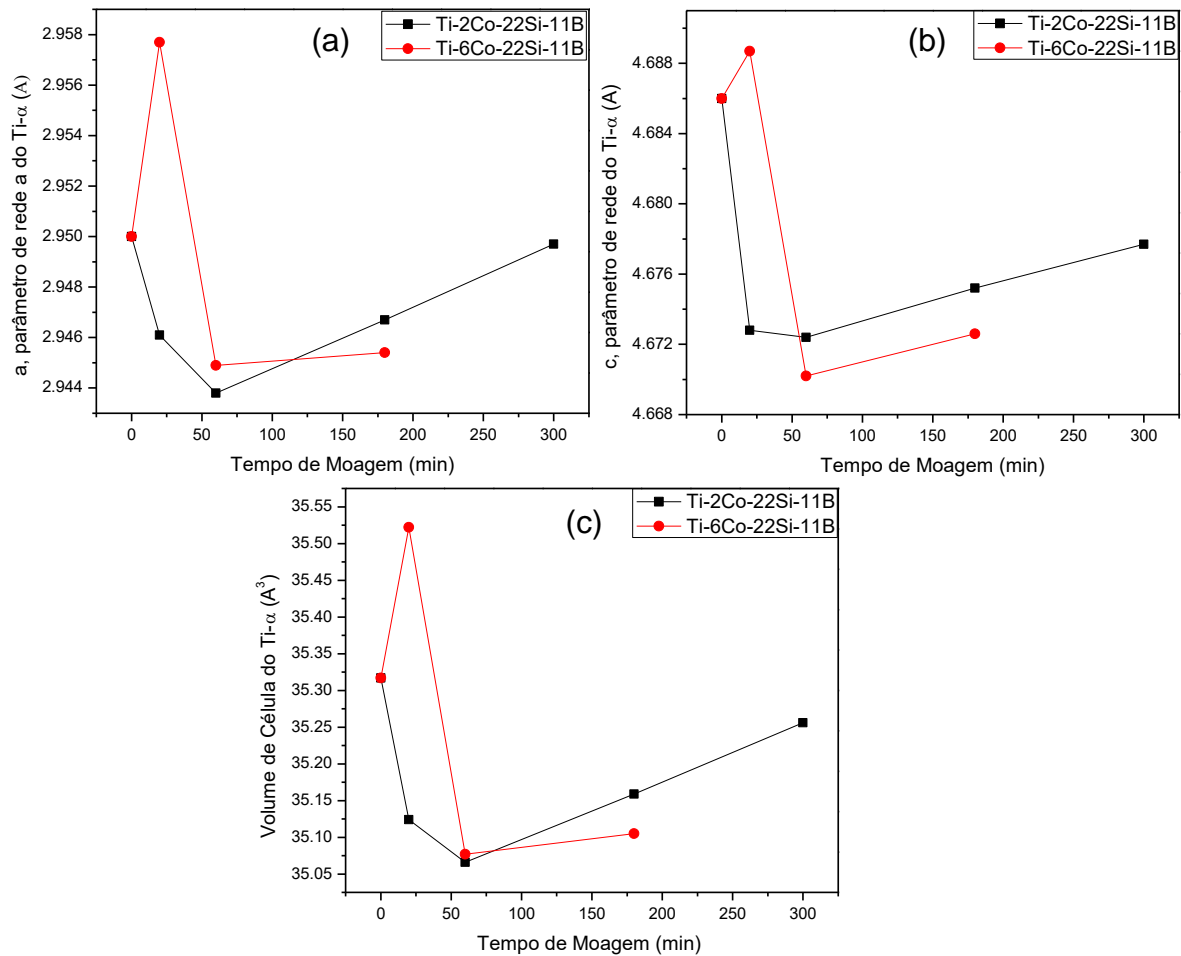 (a)
Ti-2Co-22Si-11B
Ti-6Co-22Si-11B
a, parâmetro de rede a do Ti-α (A)
2.958
2.956
2.954
2.952
2.950
2.948
2.946
2.944
0 50 100 150 200 250 300
Tempo de Moagem (min)
(b)
Ti-2Co-22Si-11B
Ti-6Co-22Si-11B
c, parâmetro de rede do Ti-α (A)
4.688
4.684
4.680
4.676
4.672
4.668
0 50 100 150 200 250 300
Tempo de Moagem (min)
(c)
Ti-2Co-22Si-11B
Ti-6Co-22Si-11B
Volume de Célula do Ti-α (A³)
35.55
35.50
35.45
35.40
35.35
35.30
35.25
35.20
35.15
35.10
35.05
0 50 100 150 200 250 300
Tempo de Moagem (min)